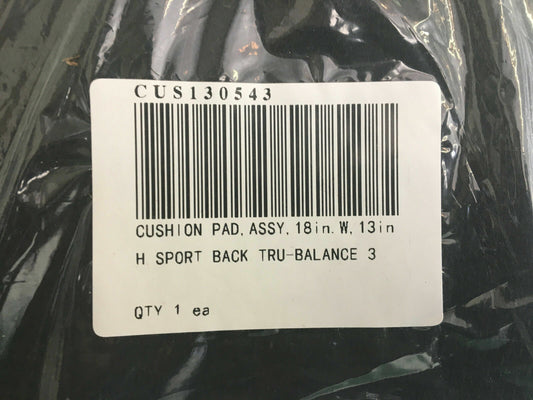 CUS130543
CUSHION PAD, ASSY, 18in. W, 13in
H SPORT BACK TRU-BALANCE 3
QTY 1 ea